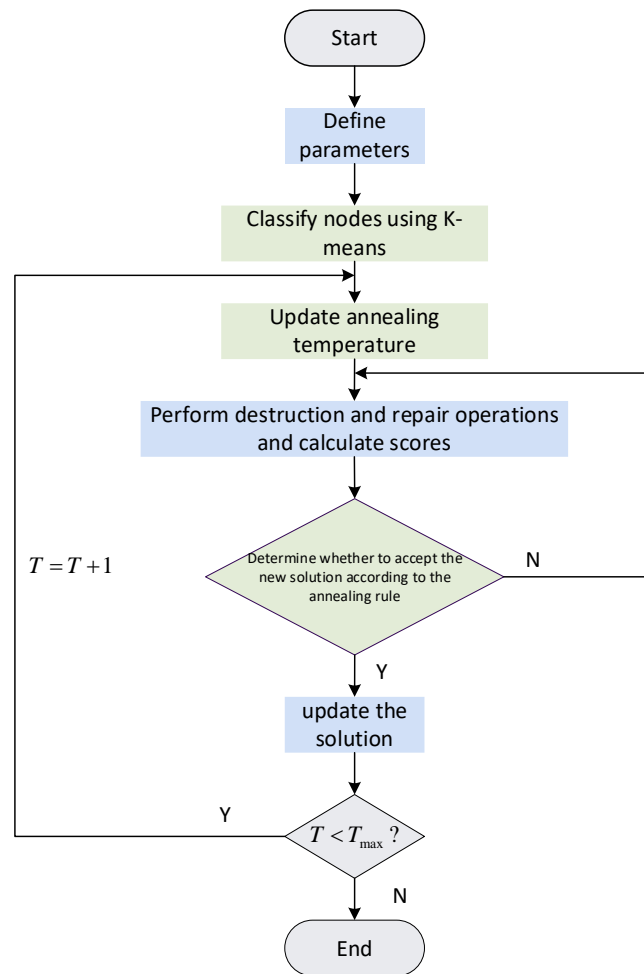 Start
Define
parameters
Classify nodes using K-
means
Update annealing
temperature
Perform destruction and repair operations
and calculate scores
T = T + 1
Determine whether to accept the
new solution according to the
annealing rule
N
Y
update the
solution
Y
T < Tmax ?
N
End